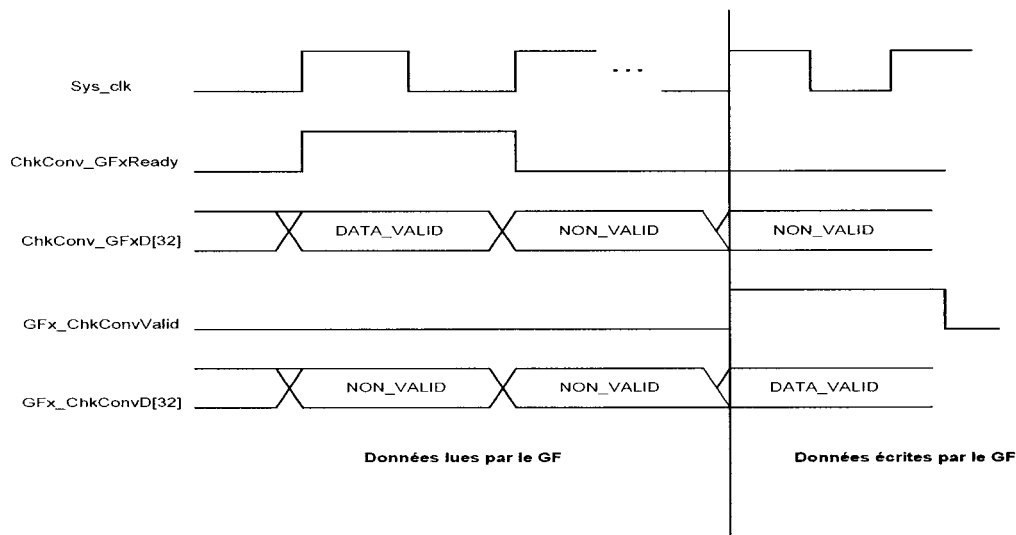 Sys_clk
...
ChkConv_GFxReady
ChkConv_GFxD[32]
DATA_VALID
NON_VALID
NON_VALID
GFx_ChkConvValid
GFx_ChkConvD[32]
NON_VALID
NON_VALID
DATA_VALID
Données lues par le GF
Données écrites par le GF